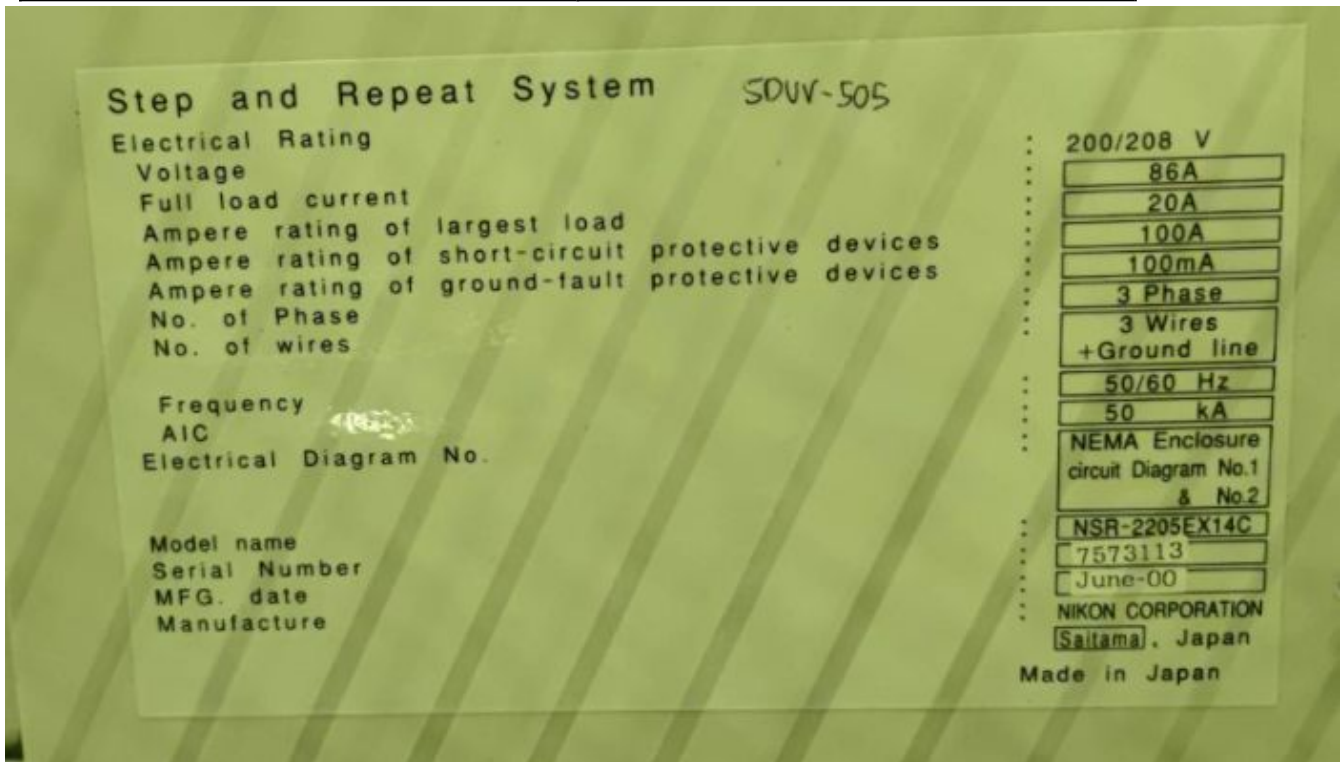 Step and Repeat System SDUV-505
Electrical Rating
Voltage : 200/208 V
Full load current : 86A
Ampere rating of largest load : 20A
Ampere rating of short-circuit protective devices : 100A
Ampere rating of ground-fault protective devices : 100mA
No. of Phase : 3 Phase
No. of wires : 3 Wires
+Ground line
Frequency : 50/60 Hz
AIC : 50 kA
Electrical Diagram No. : NEMA Enclosure
circuit Diagram No.1
& No.2
Model name : NSR-2205EX14C
Serial Number : 7573113
MFG. date : June-00
Manufacture : NIKON CORPORATION
Saitama, Japan
Made in Japan